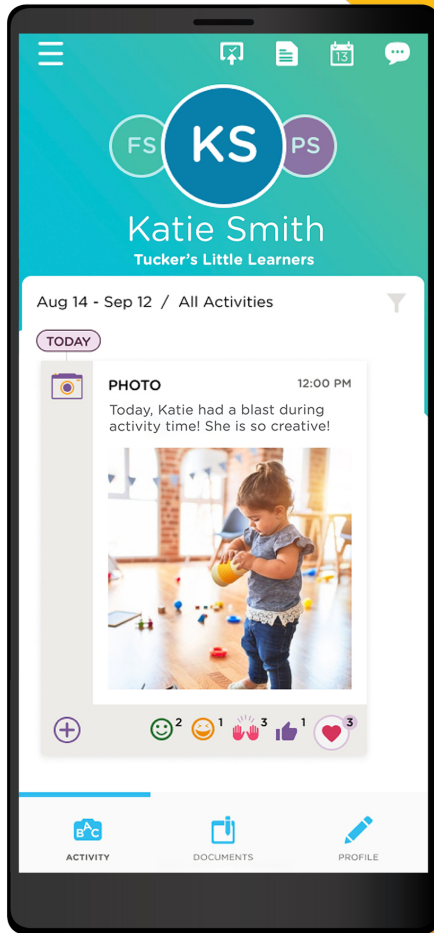 13
FS
KS
PS
Katie Smith
Tucker's Little Learners
Aug 14 - Sep 12 / All Activities
TODAY
PHOTO 12:00 PM
Today, Katie had a blast during
activity time! She is so creative!
2 1 3 1 3
BAC
ACTIVITY DOCUMENTS PROFILE